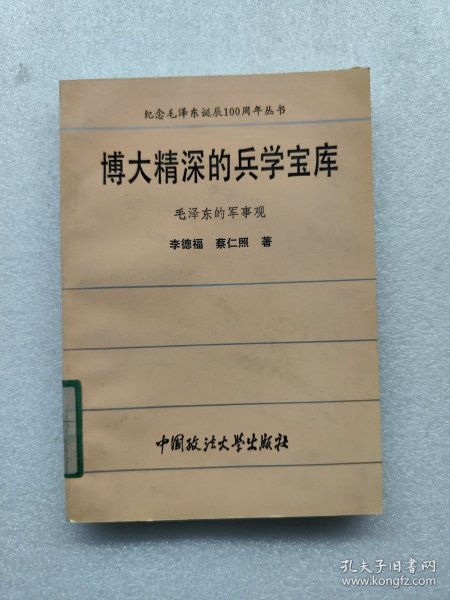 纪念毛泽东诞辰100周年丛书
博大精深的兵学宝库
毛泽东的军事观
李德福 蔡仁照 著
中国政法大学出版社
孔夫子旧书网
www.kongfz.com